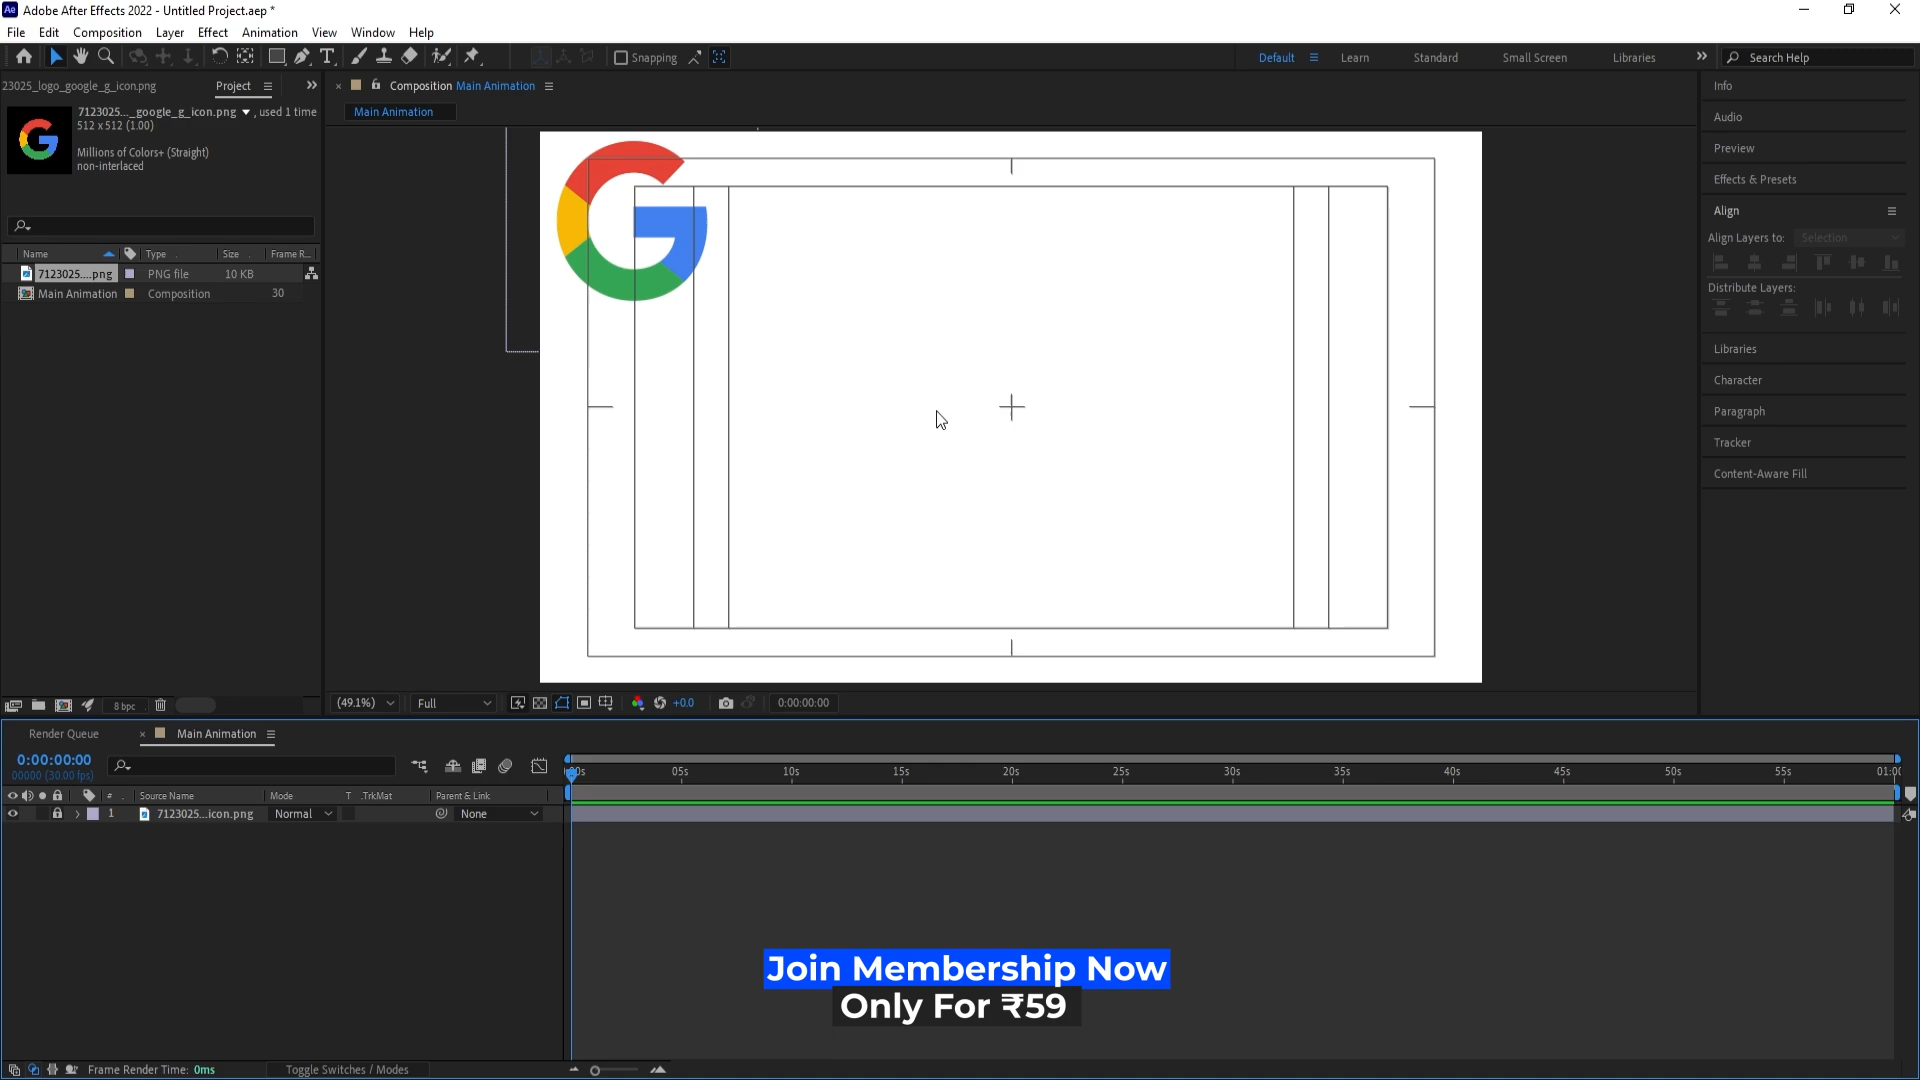 Ae Adobe After Effects 2022 - Untitled Project.aep *
File Edit Composition Layer Effect Animation View Window Help
Snapping Default Learn Standard Small Screen Libraries Search Help
23025_logo_google_g_icon.png Project
7123025..._google_g_icon.png , used 1 time
512 x 512 (1.00)
Millions of Colors+ (Straight)
non-interlaced
Name Type Size Frame R...
7123025....png PNG file 10 KB
Main Animation Composition 30
8 bpc
Composition Main Animation
Main Animation
(49.1%) Full +0.0 0:00:00:00
Info
Audio
Preview
Effects & Presets
Align
Align Layers to: Selection
Distribute Layers:
Libraries
Character
Paragraph
Tracker
Content-Aware Fill
Render Queue Main Animation
0:00:00:00
00000 (30.00 fps)
00s 05s 10s 15s 20s 25s 30s 35s 40s 45s 50s 55s 01:00
# Source Name Mode T .TrkMat Parent & Link
1 7123025...icon.png Normal None
Join Membership Now
Only For ₹59
Frame Render Time: 0ms Toggle Switches / Modes